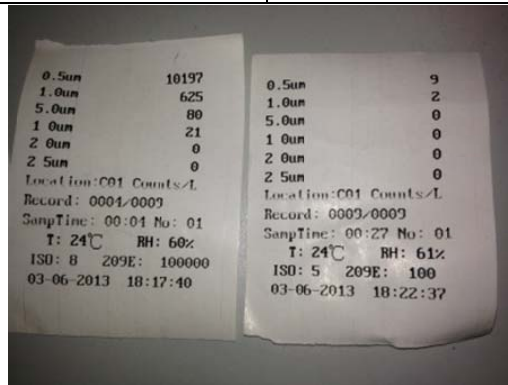 0.5um 10197
1.0um 625
5.0um 80
1 0um 21
2 0um 0
2 5um 0
Location:C01 Counts/L
Record: 0004/0009
SampTime: 00:04 No: 01
T: 24℃ RH: 60%
ISO: 8 209E: 100000
03-06-2013 18:17:40
0.5um 9
1.0um 2
5.0um 0
1 0um 0
2 0um 0
2 5um 0
Location:C01 Counts/L
Record: 0009/0009
SampTime: 00:27 No: 01
T: 24℃ RH: 61%
ISO: 5 209E: 100
03-06-2013 18:22:37